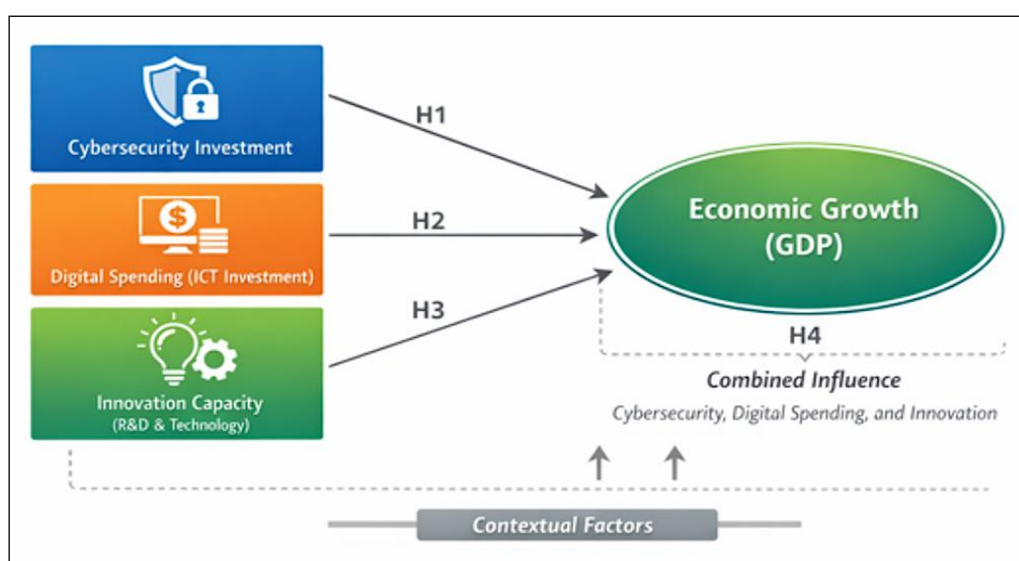 Cybersecurity Investment
Digital Spending (ICT Investment)
Innovation Capacity
(R&D & Technology)
H1
H2
H3
$
Economic Growth
(GDP)
H4
Combined Influence
Cybersecurity, Digital Spending, and Innovation
Contextual Factors